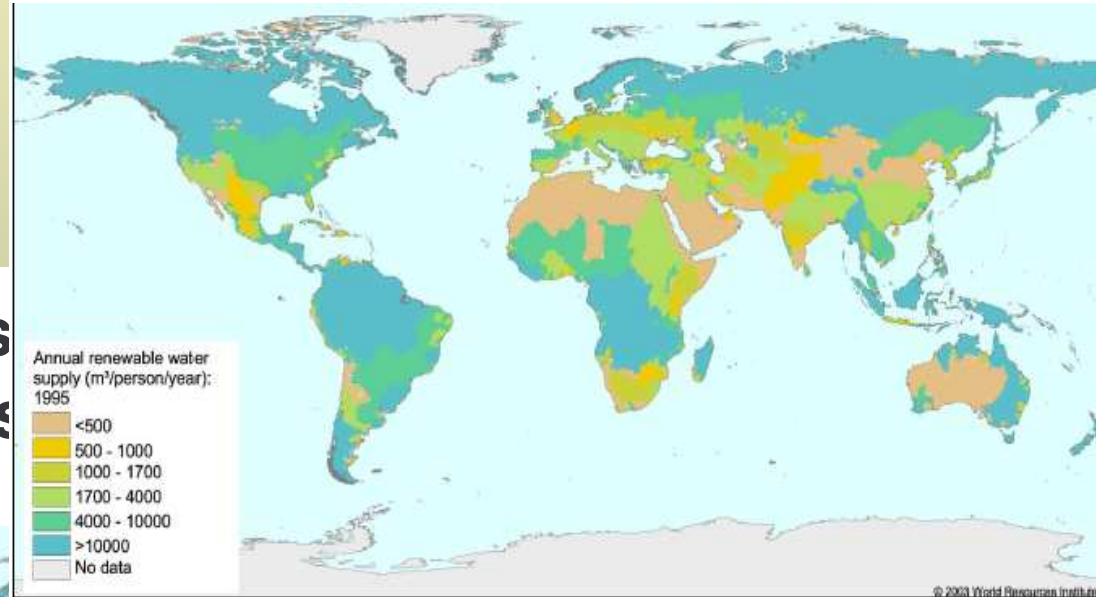 Annual renewable water
supply (m³/person/year):
1995
<500
500 - 1000
1000 - 1700
1700 - 4000
4000 - 10000
>10000
No data
© 2003 World Resources Institute
s
s